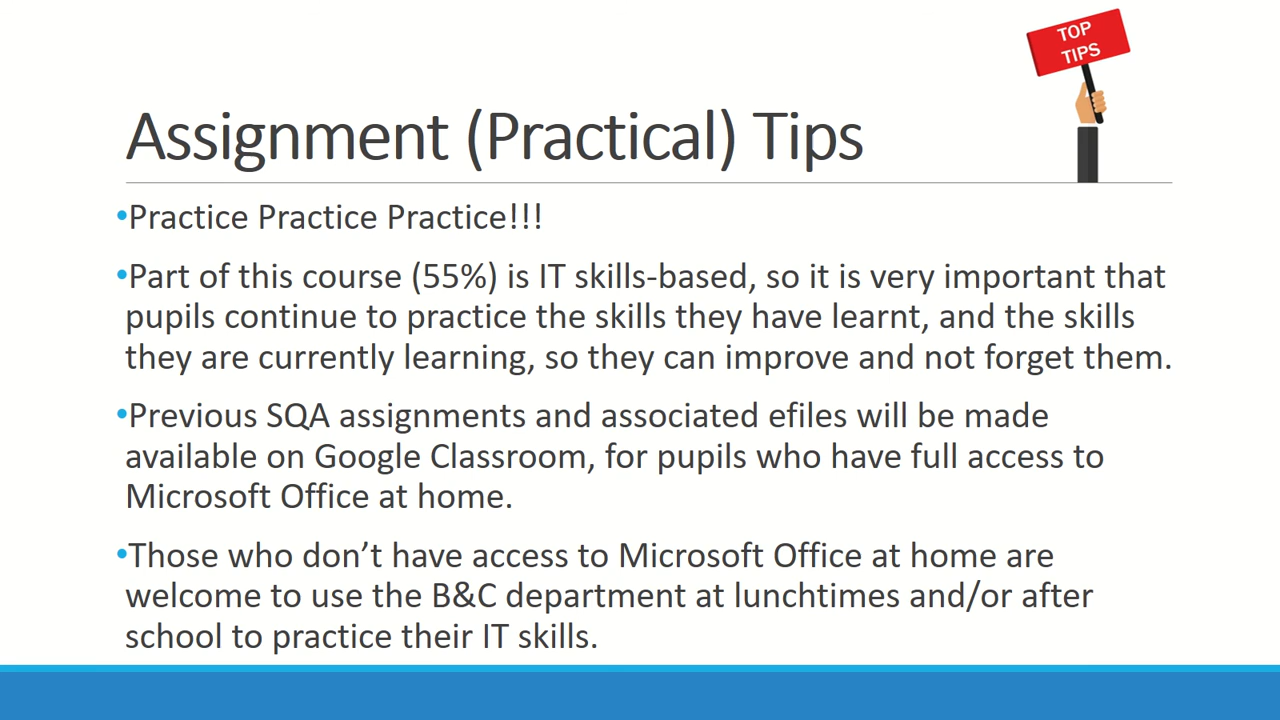 TOP
TIPS
Assignment (Practical) Tips
•Practice Practice Practice!!!
•Part of this course (55%) is IT skills-based, so it is very important that
pupils continue to practice the skills they have learnt, and the skills
they are currently learning, so they can improve and not forget them.
•Previous SQA assignments and associated efiles will be made
available on Google Classroom, for pupils who have full access to
Microsoft Office at home.
•Those who don’t have access to Microsoft Office at home are
welcome to use the B&C department at lunchtimes and/or after
school to practice their IT skills.